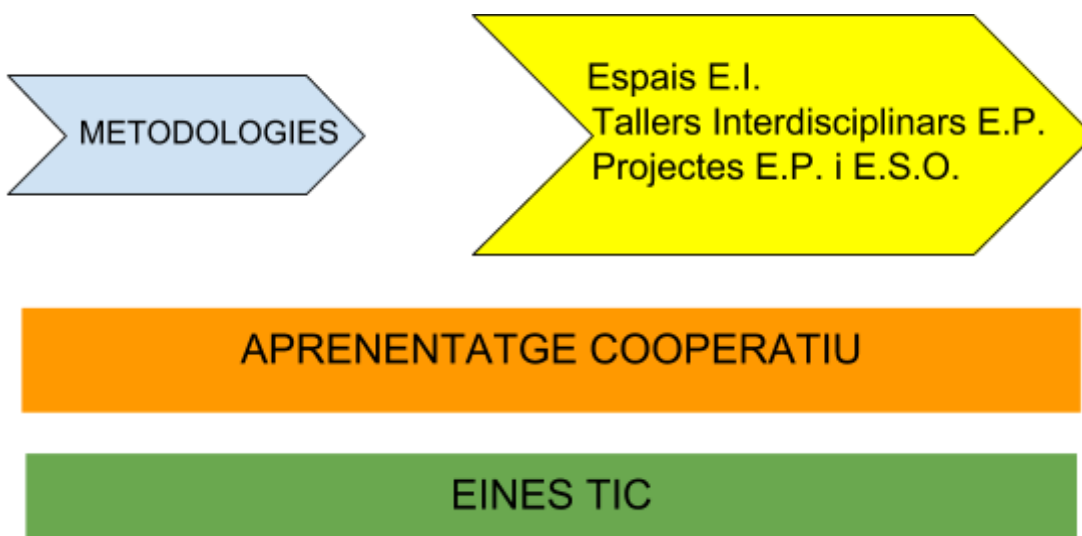 METODOLOGIES
Espais E.I.
Tallers Interdisciplinars E.P.
Projectes E.P. i E.S.O.
APRENENTATGE COOPERATIU
EINES TIC